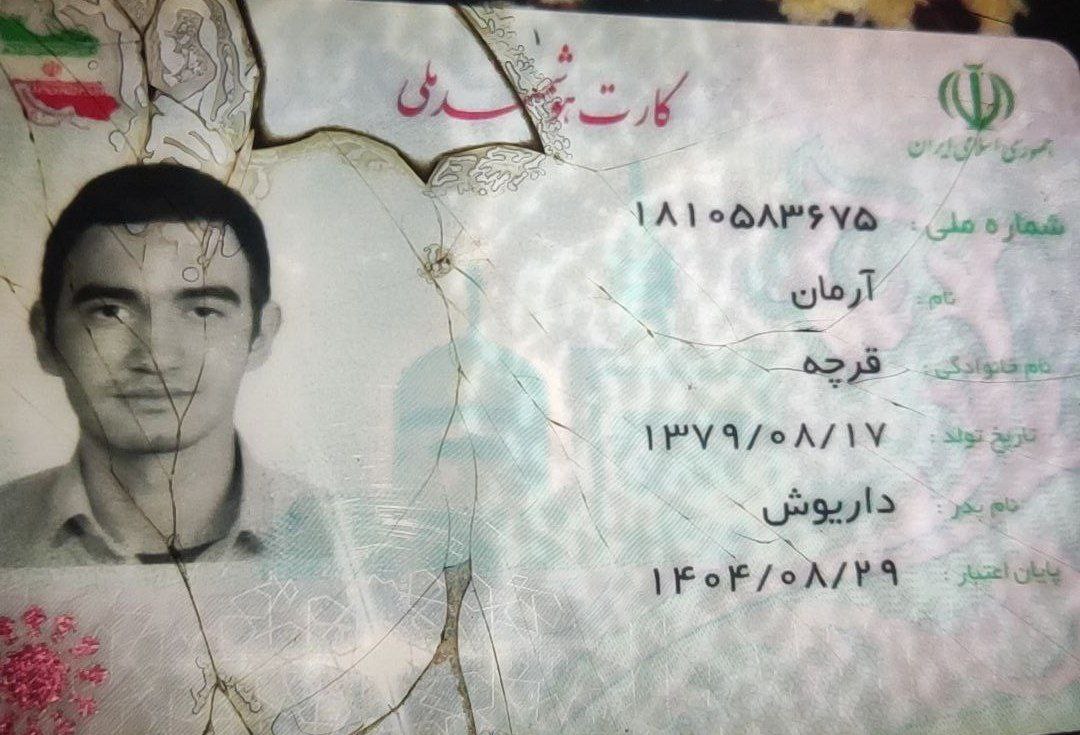 کارت هوشمند ملی
جمهوری اسلامی ایران
شماره ملی: ۱۸۱۰۵۸۳۶۷۵
نام: آرمان
نام خانوادگی: قرچه
تاریخ تولد: ۱۳۷۹/۰۸/۱۷
نام پدر: داریوش
پایان اعتبار: ۱۴۰۴/۰۸/۲۹